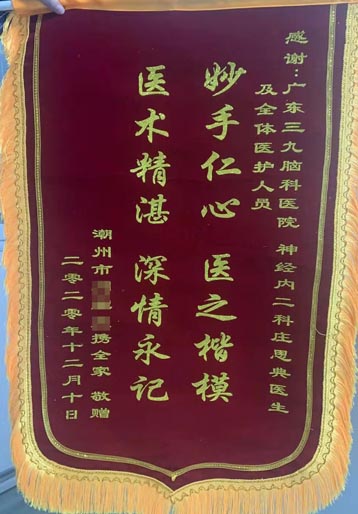 感谢：广东三九脑科医院 神经内二科庄恩典医生
及全体医护人员
妙手仁心 医之楷模
医术精湛 深情永记
潮州市 携全家 敬赠
二零二零年十二月十日